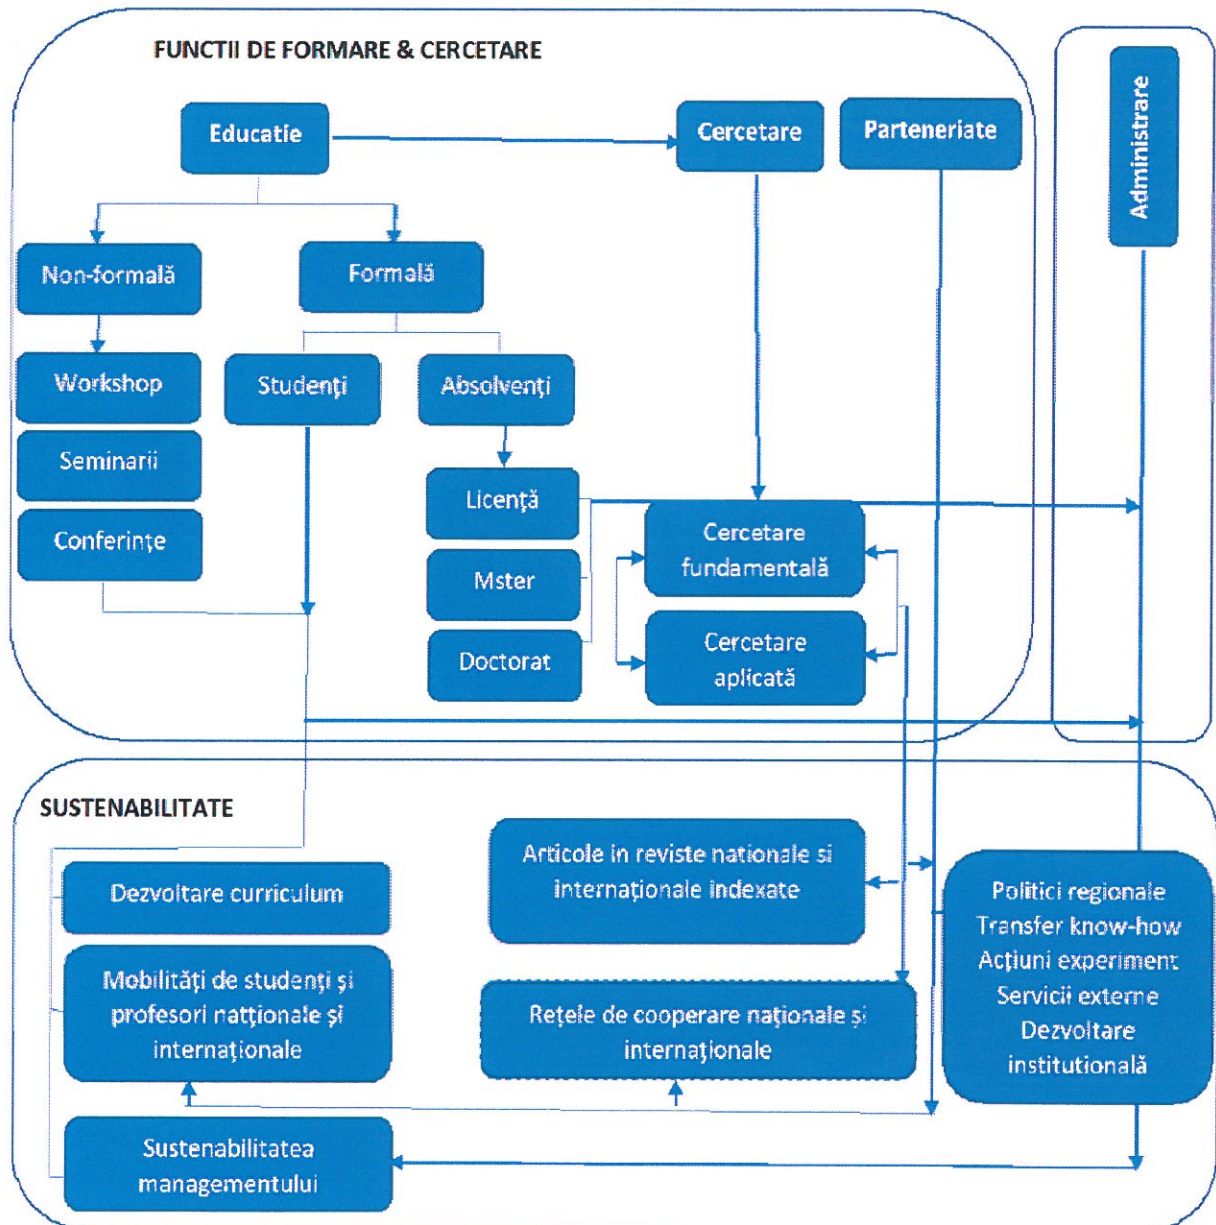 FUNCTII DE FORMARE & CERCETARE
Educatie
Cercetare
Parteneriate
Administrare
Non-formală
Formală
Workshop
Studenți
Absolvenți
Seminarii
Licență
Conferințe
Cercetare
fundamentală
Mster
Doctorat
Cercetare
aplicată
SUSTENABILITATE
Articole in reviste nationale si
internaționale indexate
Dezvoltare curriculum
Politici regionale
Transfer know-how
Acțiuni experiment
Servicii externe
Dezvoltare
institutională
Mobilități de studenți și
profesori natționale și
internaționale
Rețele de cooperare naționale și
internaționale
Sustenabilitatea
managementului